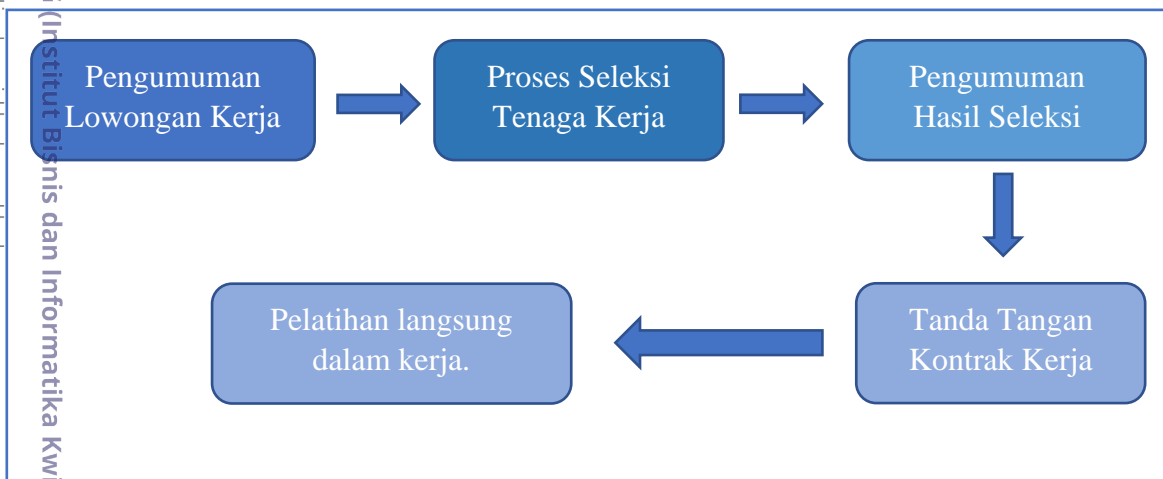 Pengumuman
Lowongan Kerja
Proses Seleksi
Tenaga Kerja
Pengumuman
Hasil Seleksi
Tanda Tangan
Kontrak Kerja
Pelatihan langsung
dalam kerja.
(Institut Bisnis dan Informatika